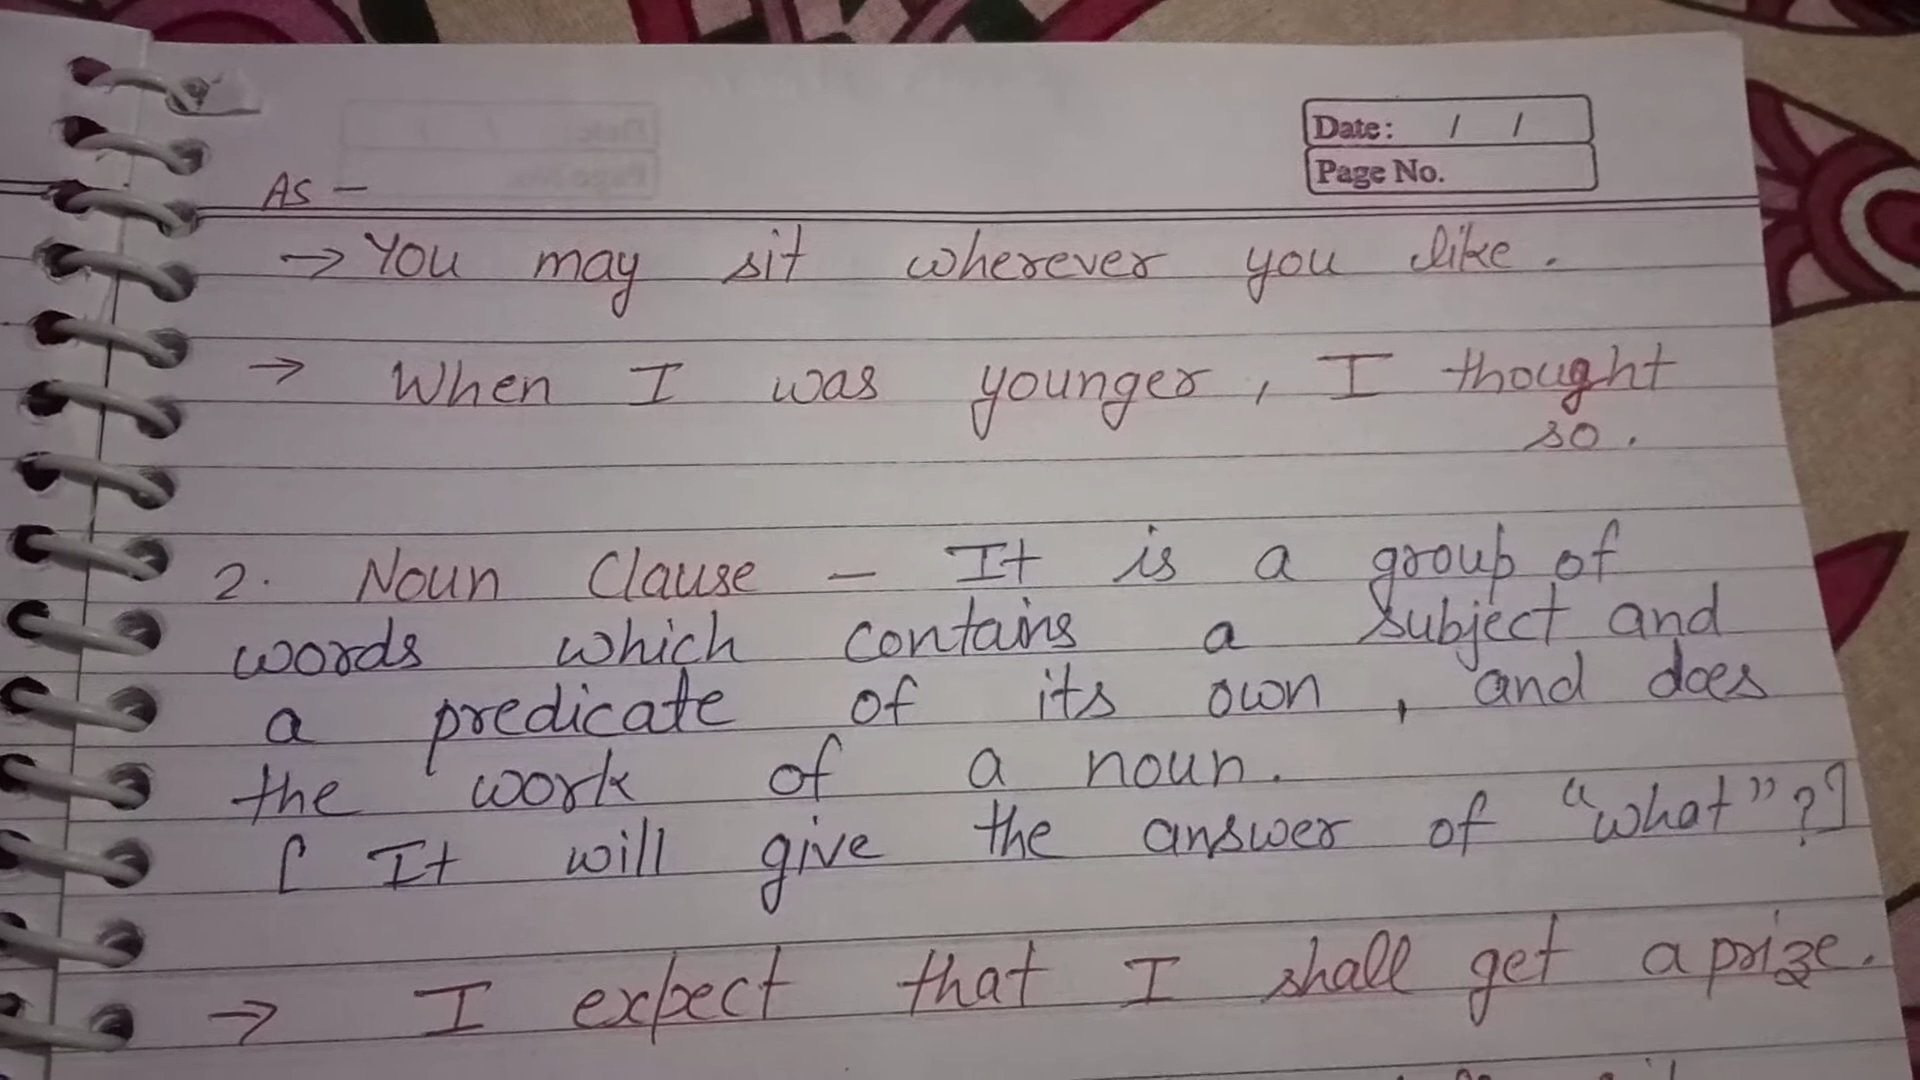 Date: / /
Page No.
AS -
→ You may sit wherever you like.
→ When I was younger, I thought
so.
2. Noun Clause - It is a group of
words which contains a subject and
a predicate of its own, and does
the work of a noun.
[ It will give the answer of "what"?]
→ I expect that I shall get a prize.